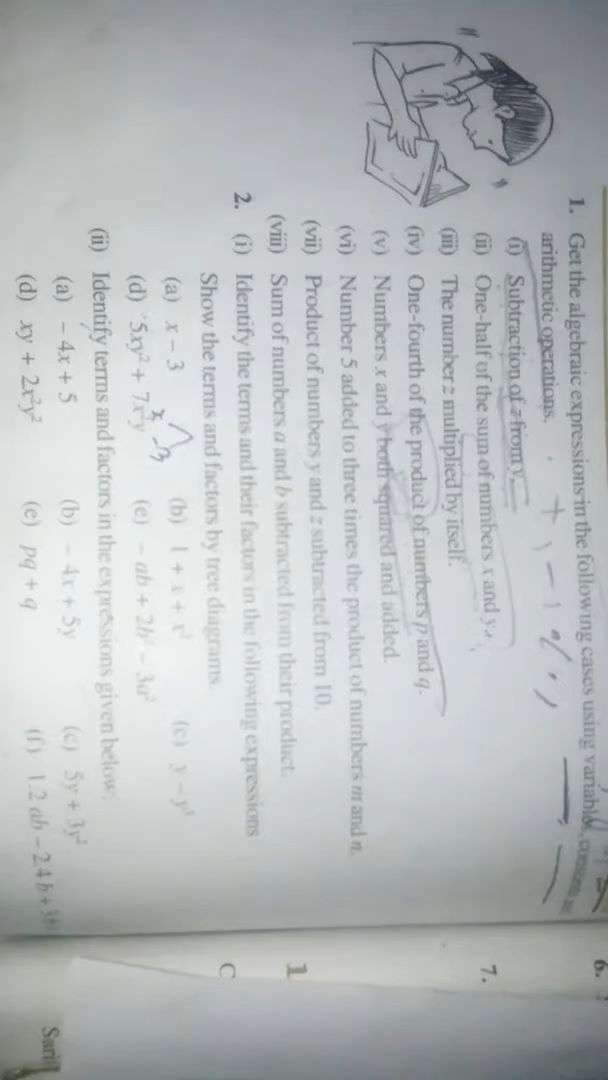 1. Get the algebraic expressions in the following cases using variables, constants and
arithmetic operations.
(i) Subtraction of z from y.
(ii) One-half of the sum of numbers x and y.
(iii) The number z multiplied by itself.
(iv) One-fourth of the product of numbers p and q.
(v) Numbers x and y both squared and added.
(vi) Number 5 added to three times the product of numbers m and n.
(vii) Product of numbers y and z subtracted from 10.
(viii) Sum of numbers a and b subtracted from their product.
2. (i) Identify the terms and their factors in the following expressions
Show the terms and factors by tree diagrams.
(a) x – 3 (b) 1 + x + x² (c) y – y³
x -3
(d) 5xy² + 7x²y (e) – ab + 2b² – 3a²
(ii) Identify terms and factors in the expressions given below:
(a) – 4x + 5 (b) – 4x + 5y (c) 5y + 3y²
(d) xy + 2x²y² (e) pq + q (f) 1.2 ab – 2.4 b +
6.
7.
1
C
Sari